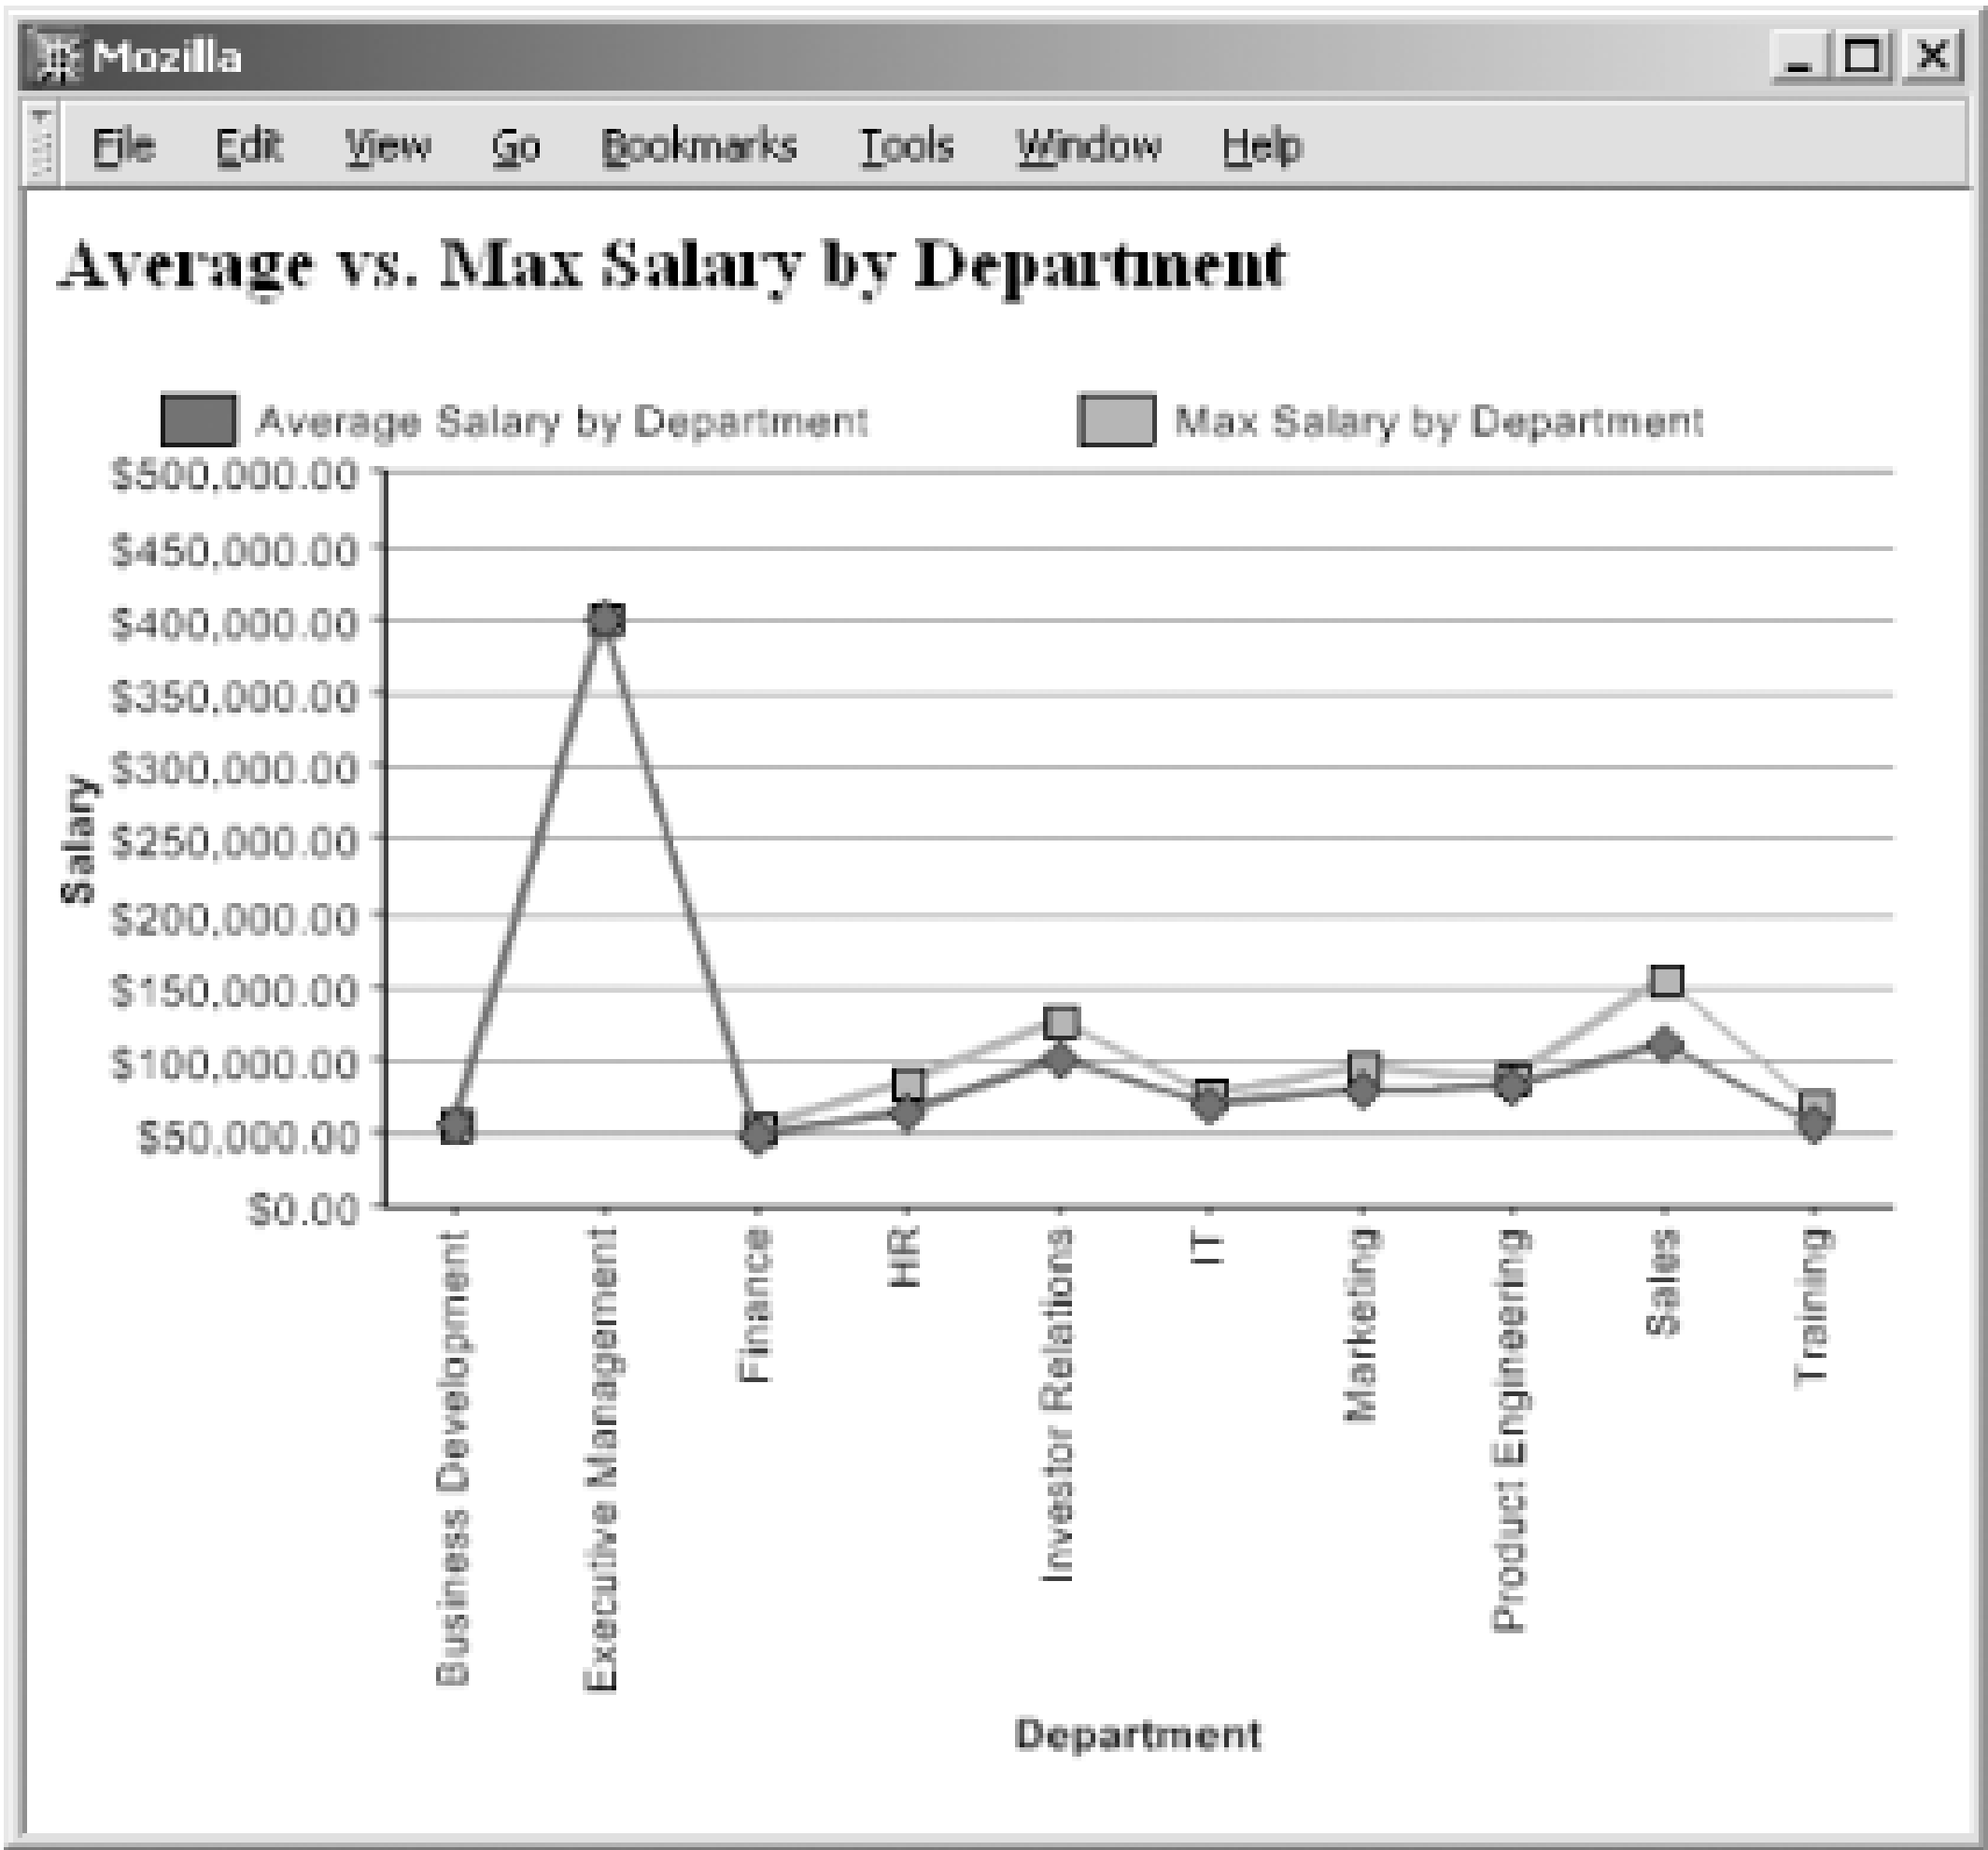 Mozilla
File Edit View Go Bookmarks Tools Window Help
Average vs. Max Salary by Department
Average Salary by Department Max Salary by Department
$500,000.00
$450,000.00
$400,000.00
$350,000.00
$300,000.00
$250,000.00
$200,000.00
$150,000.00
$100,000.00
$50,000.00
$0.00
Salary
Business Development
Executive Management
Finance
HR
Investor Relations
IT
Marketing
Product Engineering
Sales
Training
Department